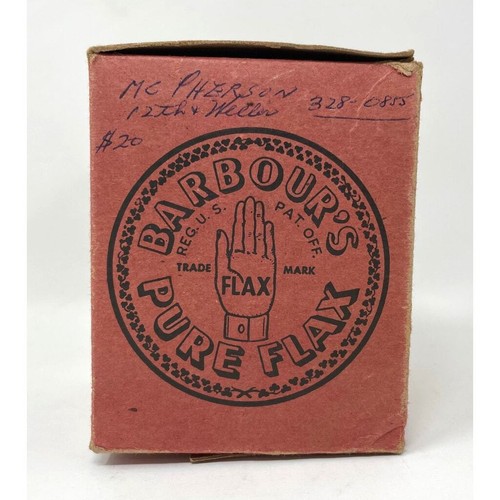 MC PHERSON
12th & Weller 328-0855
$20
BARBOUR'S
REG. U.S. PAT. OFF.
TRADE MARK
FLAX
PURE FLAX